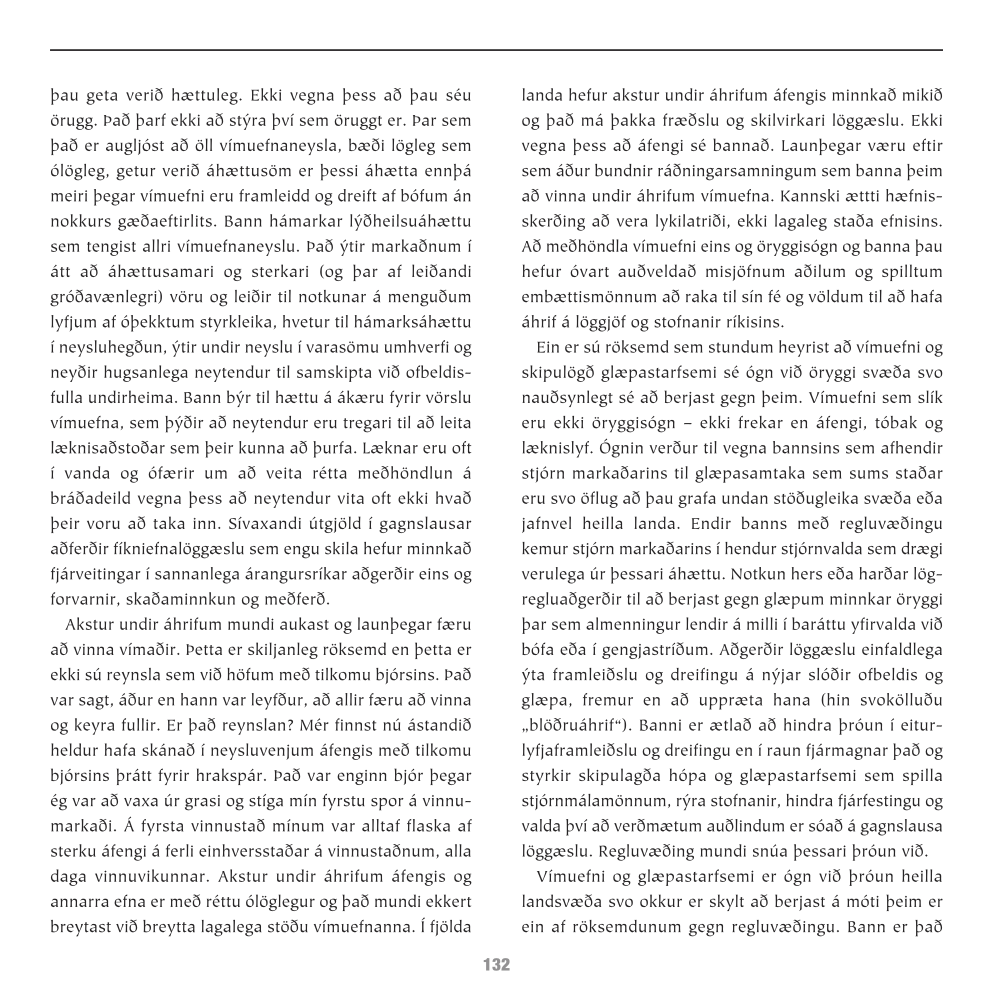 þau geta verið hættuleg. Ekki vegna þess að þau séu
örugg. Það þarf ekki að stýra því sem öruggt er. Þar sem
það er augljóst að öll vímuefnaneysla, bæði lögleg sem
ólögleg, getur verið áhættusöm er þessi áhætta ennþá
meiri þegar vímuefni eru framleidd og dreift af bófum án
nokkurs gæðaeftirlits. Bann hámarkar lýðheilsuáhættu
sem tengist allri vímuefnaneyslu. Það ýtir markaðnum í
átt að áhættusamari og sterkari (og þar af leiðandi
gróðavænlegri) vöru og leiðir til notkunar á menguðum
lyfjum af óþekktum styrkleika, hvetur til hámarksáhættu
í neysluhegðun, ýtir undir neyslu í varasömu umhverfi og
neyðir hugsanlega neytendur til samskipta við ofbeldis-
fulla undirheima. Bann býr til hættu á ákæru fyrir vörslu
vímuefna, sem þýðir að neytendur eru tregari til að leita
læknisaðstoðar sem þeir kunna að þurfa. Læknar eru oft
í vanda og ófærir um að veita rétta meðhöndlun á
bráðadeild vegna þess að neytendur vita oft ekki hvað
þeir voru að taka inn. Sívaxandi útgjöld í gagnslausar
aðferðir fíkniefnalöggæslu sem engu skila hefur minnkað
fjárveitingar í sannanlega árangursríkar aðgerðir eins og
forvarnir, skaðaminnkun og meðferð.
Akstur undir áhrifum mundi aukast og launþegar færu
að vinna vímaðir. Þetta er skiljanleg röksemd en þetta er
ekki sú reynsla sem við höfum með tilkomu bjórsins. Það
var sagt, áður en hann var leyfður, að allir færu að vinna
og keyra fullir. Er það reynslan? Mér finnst nú ástandið
heldur hafa skánað í neysluvenjum áfengis með tilkomu
bjórsins þrátt fyrir hrakspár. Það var enginn bjór þegar
ég var að vaxa úr grasi og stíga mín fyrstu spor á vinnu-
markaði. Á fyrsta vinnustað mínum var alltaf flaska af
sterku áfengi á ferli einhversstaðar á vinnustaðnum, alla
daga vinnuvikunnar. Akstur undir áhrifum áfengis og
annarra efna er með réttu ólöglegur og það mundi ekkert
breytast við breytta lagalega stöðu vímuefnanna. Í fjölda
landa hefur akstur undir áhrifum áfengis minnkað mikið
og það má þakka fræðslu og skilvirkari löggæslu. Ekki
vegna þess að áfengi sé bannað. Launþegar væru eftir
sem áður bundnir ráðningarsamningum sem banna þeim
að vinna undir áhrifum vímuefna. Kannski ættti hæfnis-
skerðing að vera lykilatriði, ekki lagaleg staða efnisins.
Að meðhöndla vímuefni eins og öryggisógn og banna þau
hefur óvart auðveldað misjöfnum aðilum og spilltum
embættismönnum að raka til sín fé og völdum til að hafa
áhrif á löggjöf og stofnanir ríkisins.
Ein er sú röksemd sem stundum heyrist að vímuefni og
skipulögð glæpastarfsemi sé ógn við öryggi svæða svo
nauðsynlegt sé að berjast gegn þeim. Vímuefni sem slík
eru ekki öryggisógn – ekki frekar en áfengi, tóbak og
læknislyf. Ógnin verður til vegna bannsins sem afhendir
stjórn markaðarins til glæpasamtaka sem sums staðar
eru svo öflug að þau grafa undan stöðugleika svæða eða
jafnvel heilla landa. Endir banns með regluvæðingu
kemur stjórn markaðarins í hendur stjórnvalda sem drægi
verulega úr þessari áhættu. Notkun hers eða harðar lög-
regluaðgerðir til að berjast gegn glæpum minnkar öryggi
þar sem almenningur lendir á milli í baráttu yfirvalda við
bófa eða í gengjastríðum. Aðgerðir löggæslu einfaldlega
ýta framleiðslu og dreifingu á nýjar slóðir ofbeldis og
glæpa, fremur en að uppræta hana (hin svokölluðu
„blöðruáhrif“). Banni er ætlað að hindra þróun í eitur-
lyfjaframleiðslu og dreifingu en í raun fjármagnar það og
styrkir skipulagða hópa og glæpastarfsemi sem spilla
stjórnmálamönnum, rýra stofnanir, hindra fjárfestingu og
valda því að verðmætum auðlindum er sóað á gagnslausa
löggæslu. Regluvæðing mundi snúa þessari þróun við.
Vímuefni og glæpastarfsemi er ógn við þróun heilla
landsvæða svo okkur er skylt að berjast á móti þeim er
ein af röksemdunum gegn regluvæðingu. Bann er það
132